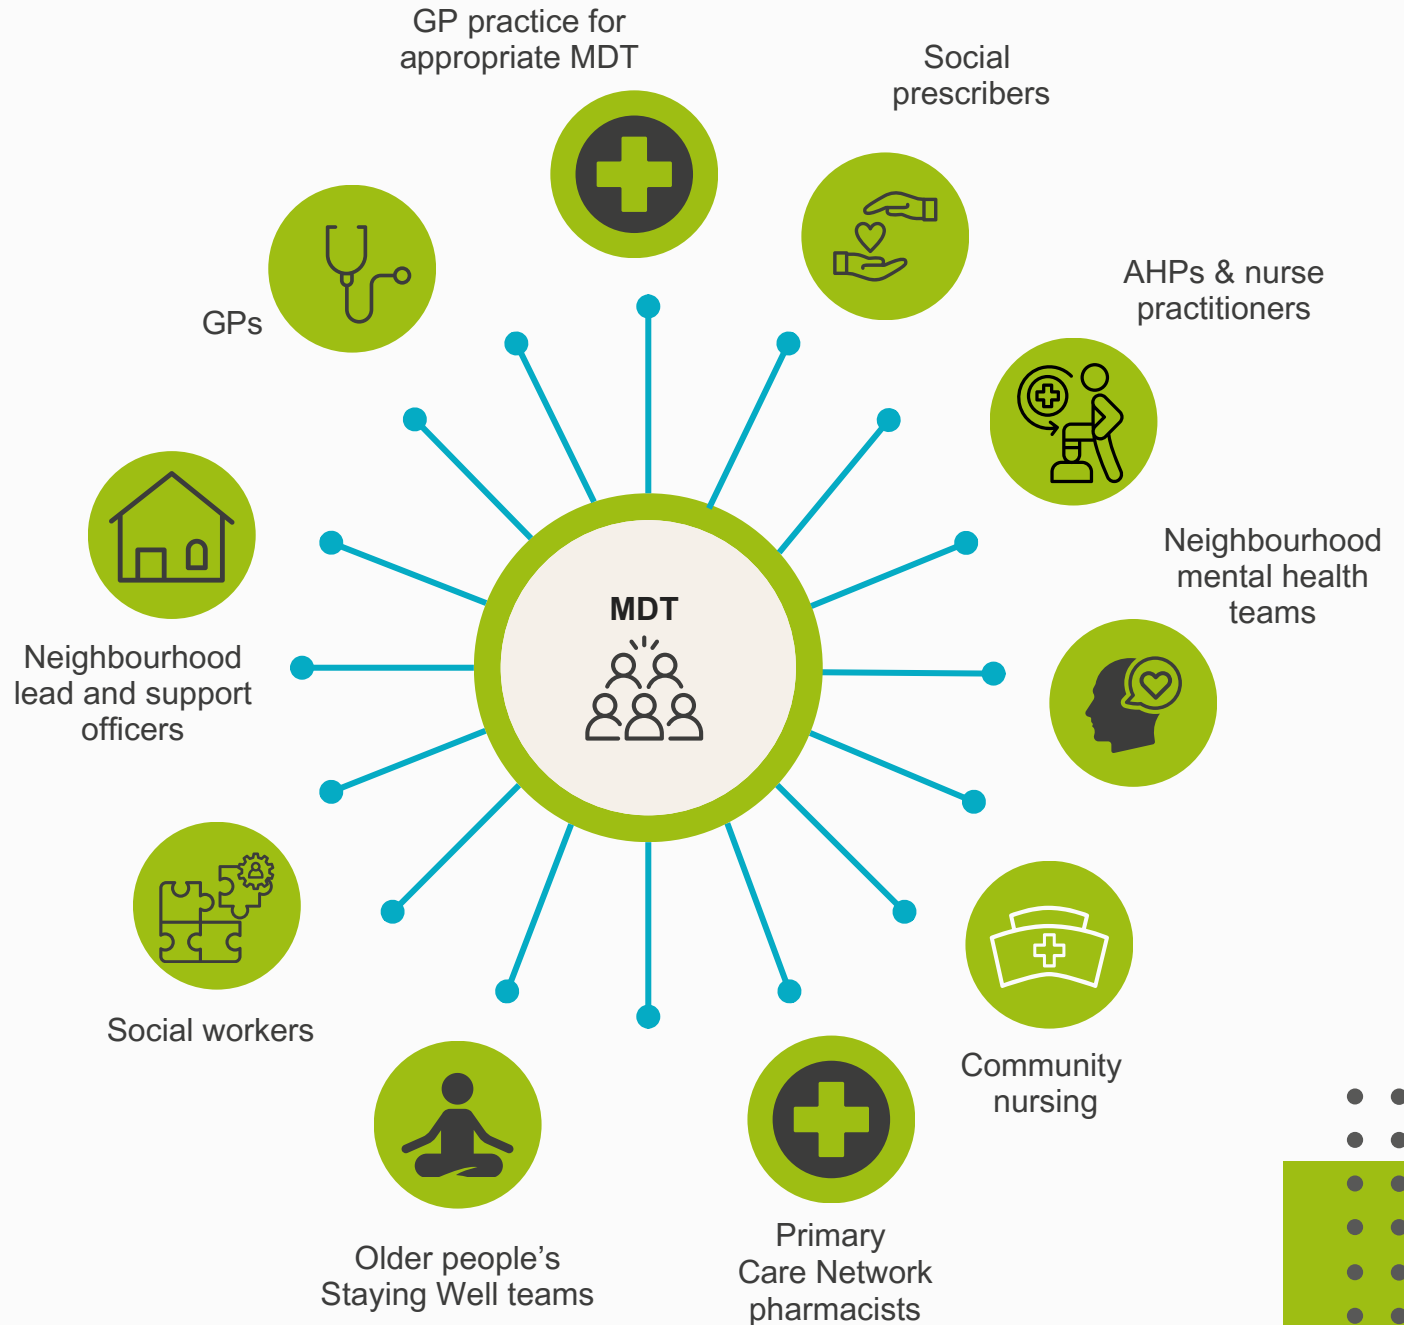 GP practice for
appropriate MDT
Social
prescribers
AHPs & nurse
practitioners
GPs
Neighbourhood
mental health
teams
MDT
Neighbourhood
lead and support
officers
Social workers
Community
nursing
Older people’s
Staying Well teams
Primary
Care Network
pharmacists